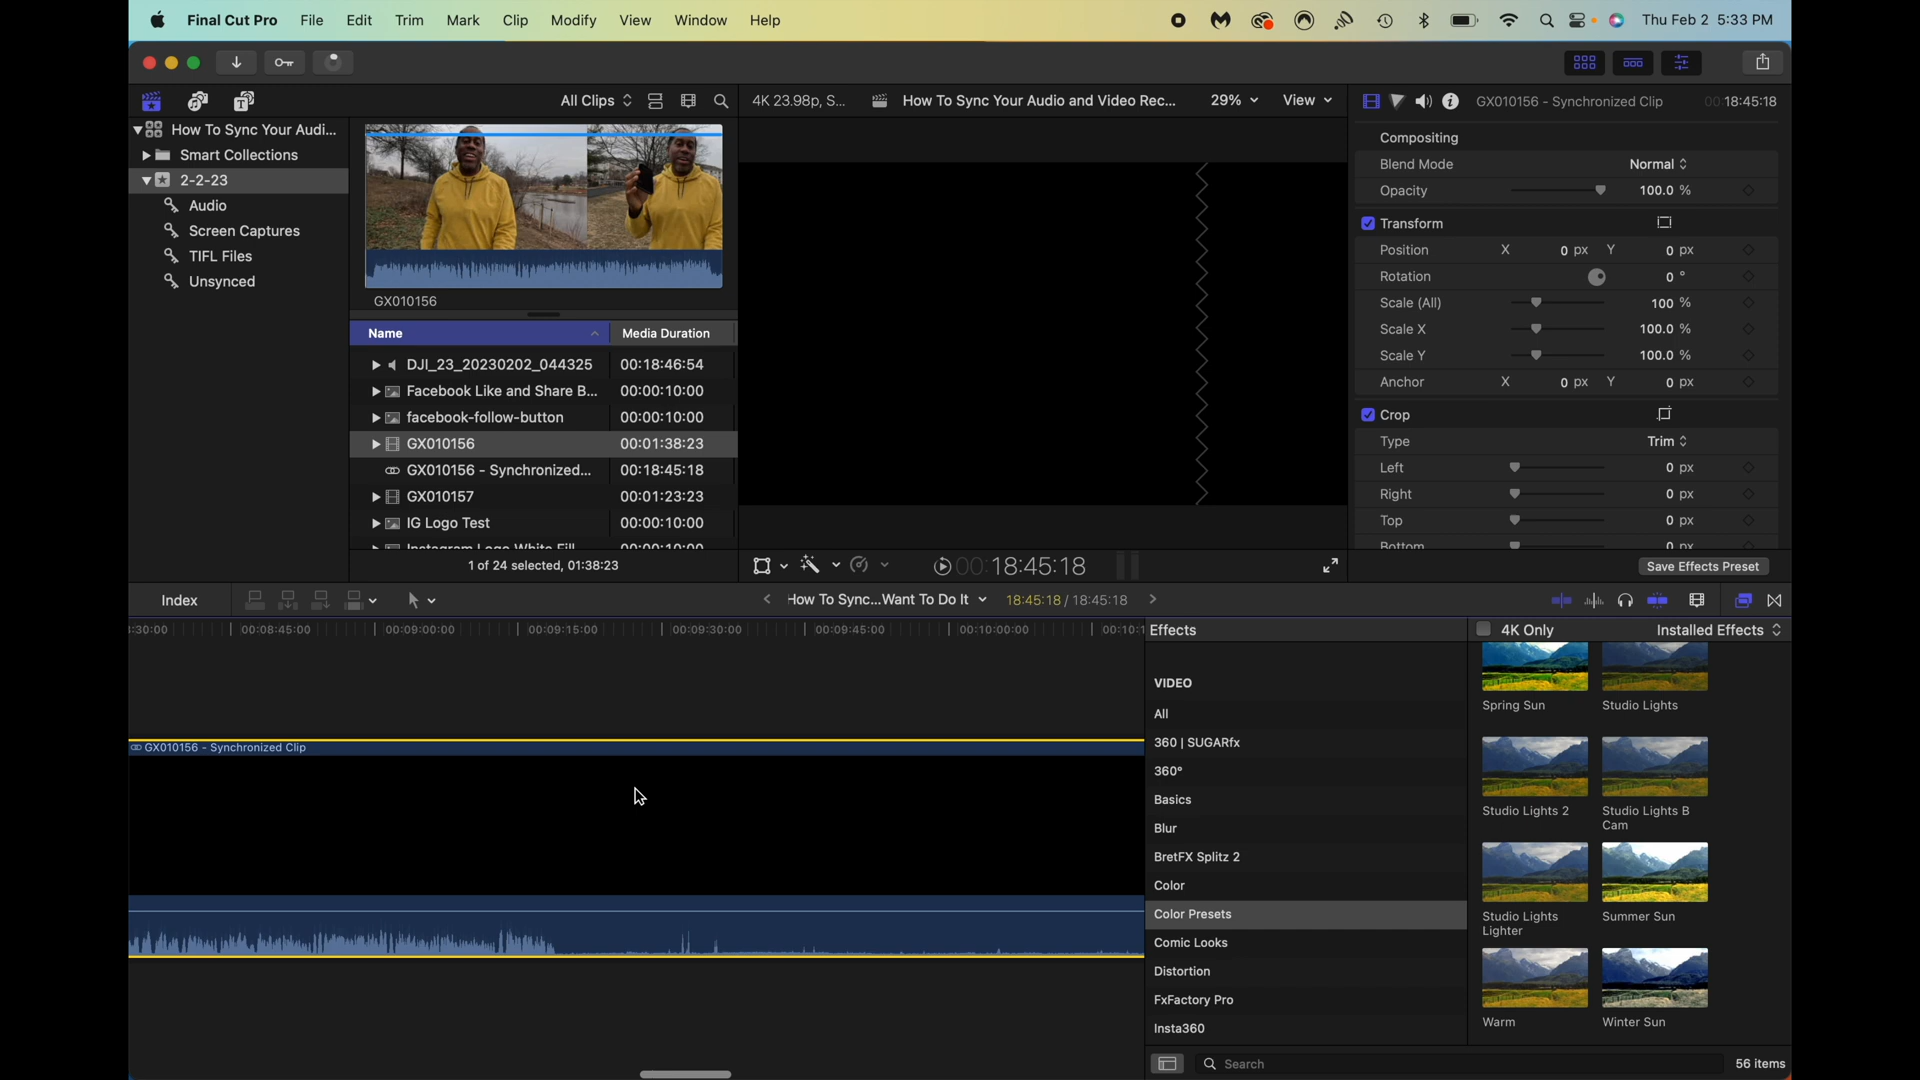 Final Cut Pro File Edit Trim Mark Clip Modify View Window Help Thu Feb 2 5:33 PM
All Clips 4K 23.98p, S... How To Sync Your Audio and Video Rec... 29% View GX010156 - Synchronized Clip 00:18:45:18
How To Sync Your Audi...
Smart Collections
2-2-23
Audio
Screen Captures
TIFL Files
Unsynced
GX010156
Name Media Duration
DJI_23_20230202_044325 00:18:46:54
Facebook Like and Share B... 00:00:10:00
facebook-follow-button 00:00:10:00
GX010156 00:01:38:23
GX010156 - Synchronized... 00:18:45:18
GX010157 00:01:23:23
IG Logo Test 00:00:10:00
Instagram Logo White Fill 00:00:10:00
1 of 24 selected, 01:38:23
00:18:45:18
Compositing
Blend Mode Normal
Opacity 100.0 %
Transform
Position X 0 px Y 0 px
Rotation 0 °
Scale (All) 100 %
Scale X 100.0 %
Scale Y 100.0 %
Anchor X 0 px Y 0 px
Crop
Type Trim
Left 0 px
Right 0 px
Top 0 px
Bottom 0 px
Save Effects Preset
Index How To Sync...Want To Do It 18:45:18 / 18:45:18
:30:00 00:08:45:00 00:09:00:00 00:09:15:00 00:09:30:00 00:09:45:00 00:10:00:00 00:10:1
GX010156 - Synchronized Clip
Effects 4K Only Installed Effects
VIDEO
All
360 | SUGARfx
360°
Basics
Blur
BretFX Splitz 2
Color
Color Presets
Comic Looks
Distortion
FxFactory Pro
Insta360
Spring Sun Studio Lights
Studio Lights 2 Studio Lights B
Cam
Studio Lights Summer Sun
Lighter
Warm Winter Sun
Search 56 items